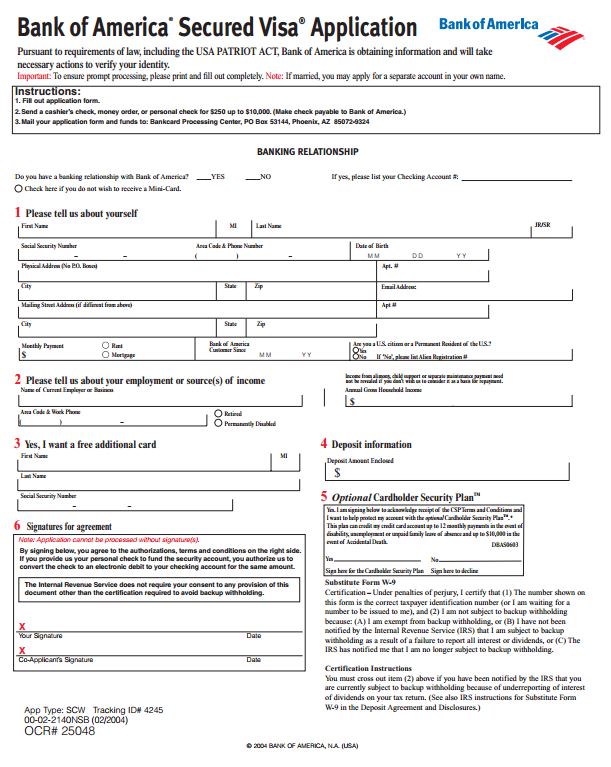 Bank of America® Secured Visa® Application
Bank of America
Pursuant to requirements of law, including the USA PATRIOT ACT, Bank of America is obtaining information and will take
necessary actions to verify your identity.
Important: To ensure prompt processing, please print and fill out completely. Note: If married, you may apply for a separate account in your own name.
Instructions:
1. Fill out application form.
2. Send a cashier's check, money order, or personal check for $250 up to $10,000. (Make check payable to Bank of America.)
3. Mail your application form and funds to: Bankcard Processing Center, PO Box 53144, Phoenix, AZ 85072-9324
BANKING RELATIONSHIP
Do you have a banking relationship with Bank of America? ___YES ___NO If yes, please list your Checking Account #:
Check here if you do not wish to receive a Mini-Card.
1 Please tell us about yourself
First Name MI Last Name JR/SR
Social Security Number Area Code & Phone Number Date of Birth
– – ( ) – MM DD YY
Physical Address (No P.O. Boxes) Apt. #
City State Zip Email Address:
Mailing Street Address (if different from above) Apt #
City State Zip
Monthly Payment Rent Bank of America Are you a U.S. citizen or a Permanent Resident of the U.S.?
Customer Since Yes
$ Mortgage MM YY No If "No", please list Alien Registration #
2 Please tell us about your employment or source(s) of income
Name of Current Employer or Business
Income from alimony, child support or separate maintenance payment need
not be revealed if you don't wish us to consider it as a basis for repayment.
Annual Gross Household Income
$
Area Code & Work Phone Retired
( ) – Permanently Disabled
3 Yes, I want a free additional card
First Name MI
Last Name
Social Security Number
– –
4 Deposit information
Deposit Amount Enclosed
$
5 Optional Cardholder Security Plan™
Yes. I am signing below to acknowledge receipt of the CSP Terms and Conditions and
I want to help protect my account with the optional Cardholder Security Plan™.*
This plan can credit my credit card account up to 12 monthly payments in the event of
disability, unemployment or unpaid family leave of absence and up to $10,000 in the
event of Accidental Death. DBAS0603
Yes No
Sign here for the Cardholder Security Plan Sign here to decline
6 Signatures for agreement
Note: Application cannot be processed without signature(s).
By signing below, you agree to the authorizations, terms and conditions on the right side.
If you provide us your personal check to fund the security account, you authorize us to
convert the check to an electronic debit to your checking account for the same amount.
The Internal Revenue Service does not require your consent to any provision of this
document other than the certification required to avoid backup withholding.
X
Your Signature Date
X
Co-Applicant's Signature Date
Substitute Form W-9
Certification – Under penalties of perjury, I certify that (1) The number shown on
this form is the correct taxpayer identification number (or I am waiting for a
number to be issued to me), and (2) I am not subject to backup withholding
because: (A) I am exempt from backup withholding, or (B) I have not been
notified by the Internal Revenue Service (IRS) that I am subject to backup
withholding as a result of a failure to report all interest or dividends, or (C) The
IRS has notified me that I am no longer subject to backup withholding.
Certification Instructions
You must cross out item (2) above if you have been notified by the IRS that you
are currently subject to backup withholding because of underreporting of interest
of dividends on your tax return. (See also IRS instructions for Substitute Form
W-9 in the Deposit Agreement and Disclosures.)
App Type: SCW Tracking ID# 4245
00-02-2140NSB (02/2004)
OCR# 25048
© 2004 BANK OF AMERICA, N.A. (USA)